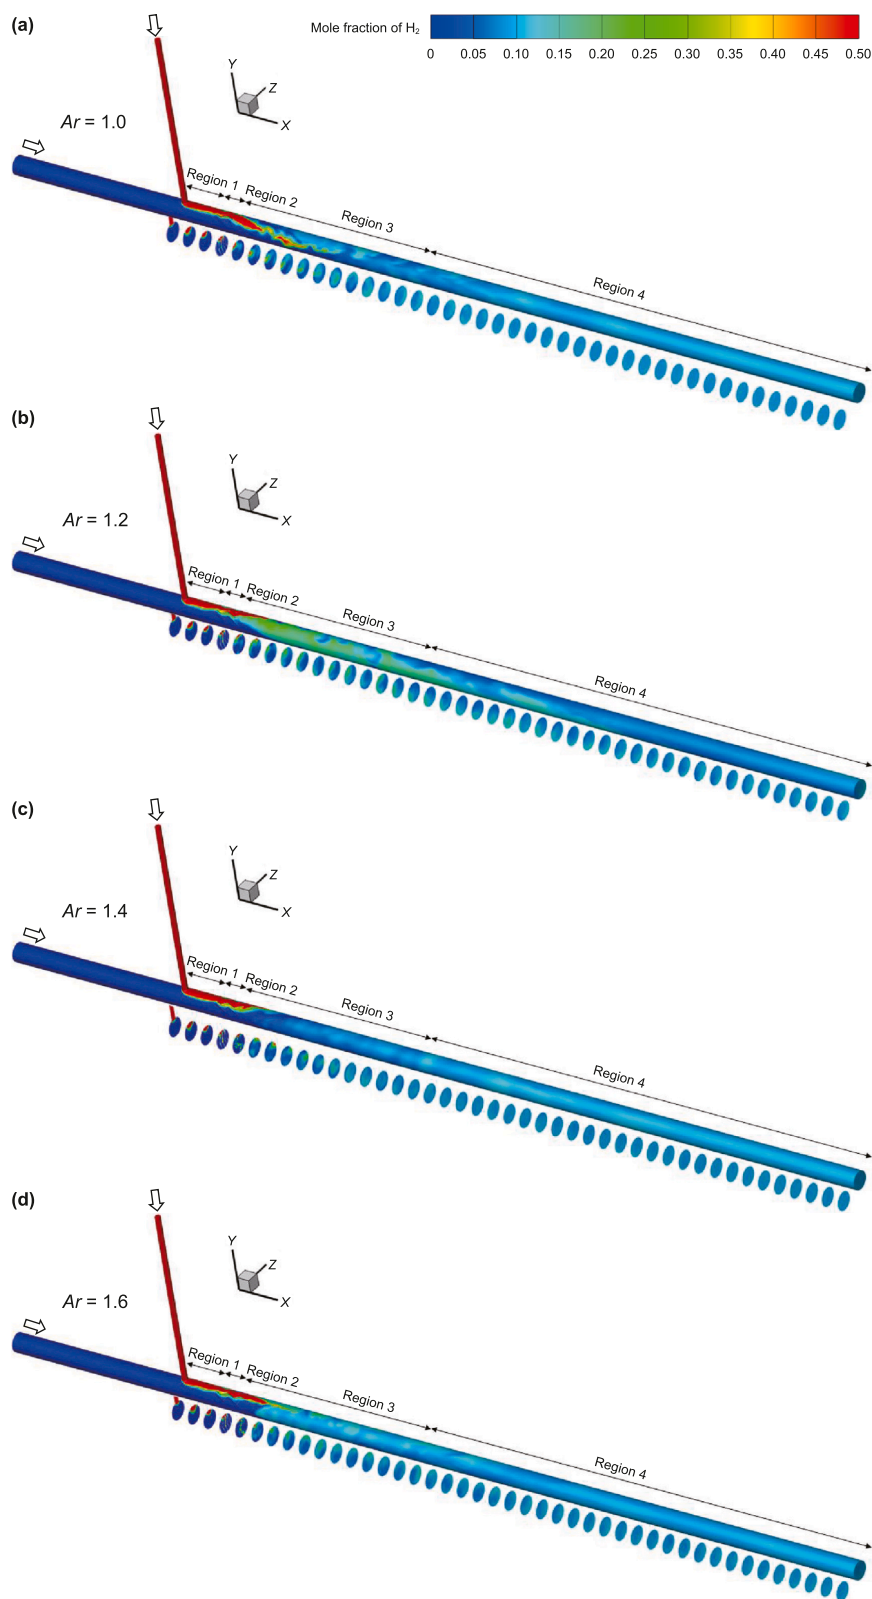 (a)
Mole fraction of H₂
0 0.05 0.10 0.15 0.20 0.25 0.30 0.35 0.40 0.45 0.50
Y
Z
X
Ar = 1.0
Region 1
Region 2
Region 3
Region 4
(b)
Y
Z
X
Ar = 1.2
Region 1
Region 2
Region 3
Region 4
(c)
Y
Z
X
Ar = 1.4
Region 1
Region 2
Region 3
Region 4
(d)
Y
Z
X
Ar = 1.6
Region 1
Region 2
Region 3
Region 4